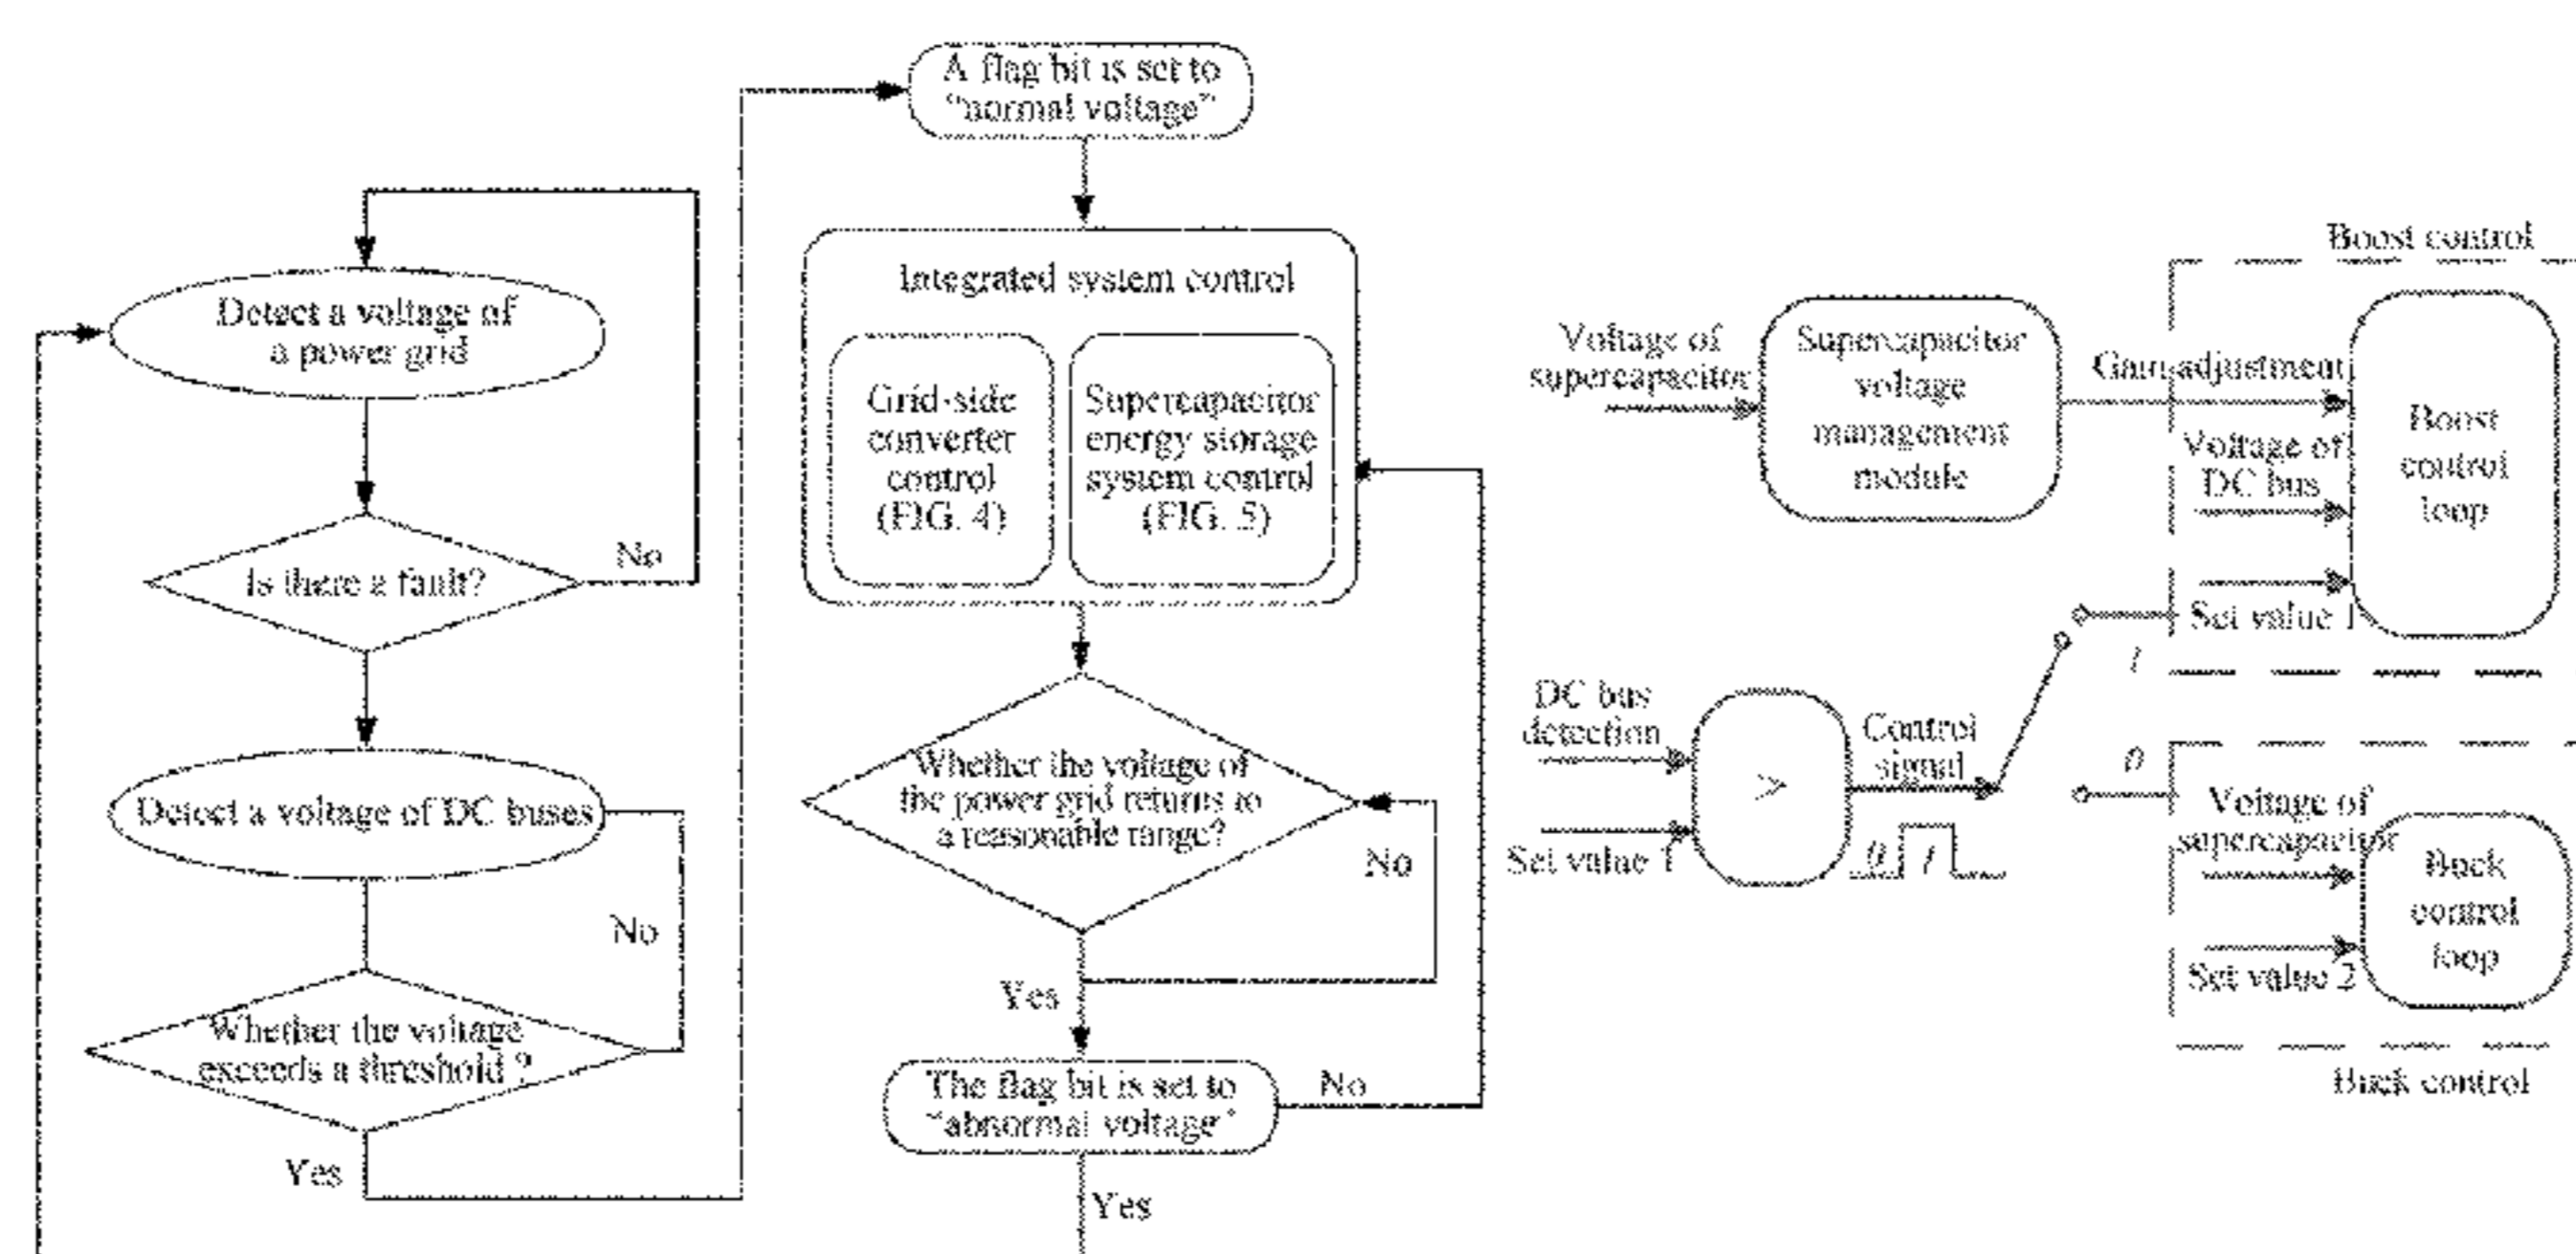 A flag bit is set to
"normal voltage"
Detect a voltage of
a power grid
Is there a fault?
No
Detect a voltage of DC buses
No
Whether the voltage
exceeds a threshold ?
Yes
Integrated system control
Grid-side
converter
control
(FIG. 4)
Supercapacitor
energy storage
system control
(FIG. 5)
Whether the voltage of
the power grid returns to
a reasonable range?
No
Yes
The flag bit is set to
"abnormal voltage"
No
Yes
Boost control
Voltage of
supercapacitor
Supercapacitor
voltage
management
module
Gain adjustment
Voltage of
DC bus
Set value 1
Boost
control
loop
1
DC bus
detection
Set value 1
>
Control
signal
0 1
0
Voltage of
supercapacitor
Set value 2
Buck
control
loop
Buck control